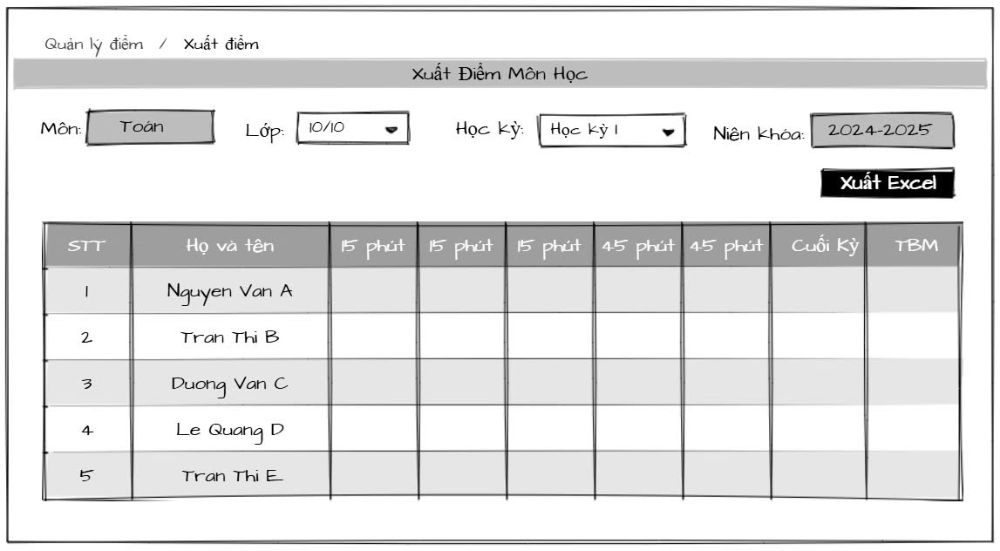 Quản lý điểm / Xuất điểm
Xuất Điểm Môn Học
Môn: Toán Lớp: 10/10 Học kỳ: Học kỳ 1 Niên khóa: 2024-2025
Xuất Excel
STT Họ và tên 15 phút 15 phút 15 phút 45 phút 45 phút Cuối Kỳ TBM
1 Nguyen Van A
2 Tran Thi B
3 Duong Van C
4 Le Quang D
5 Tran Thi E